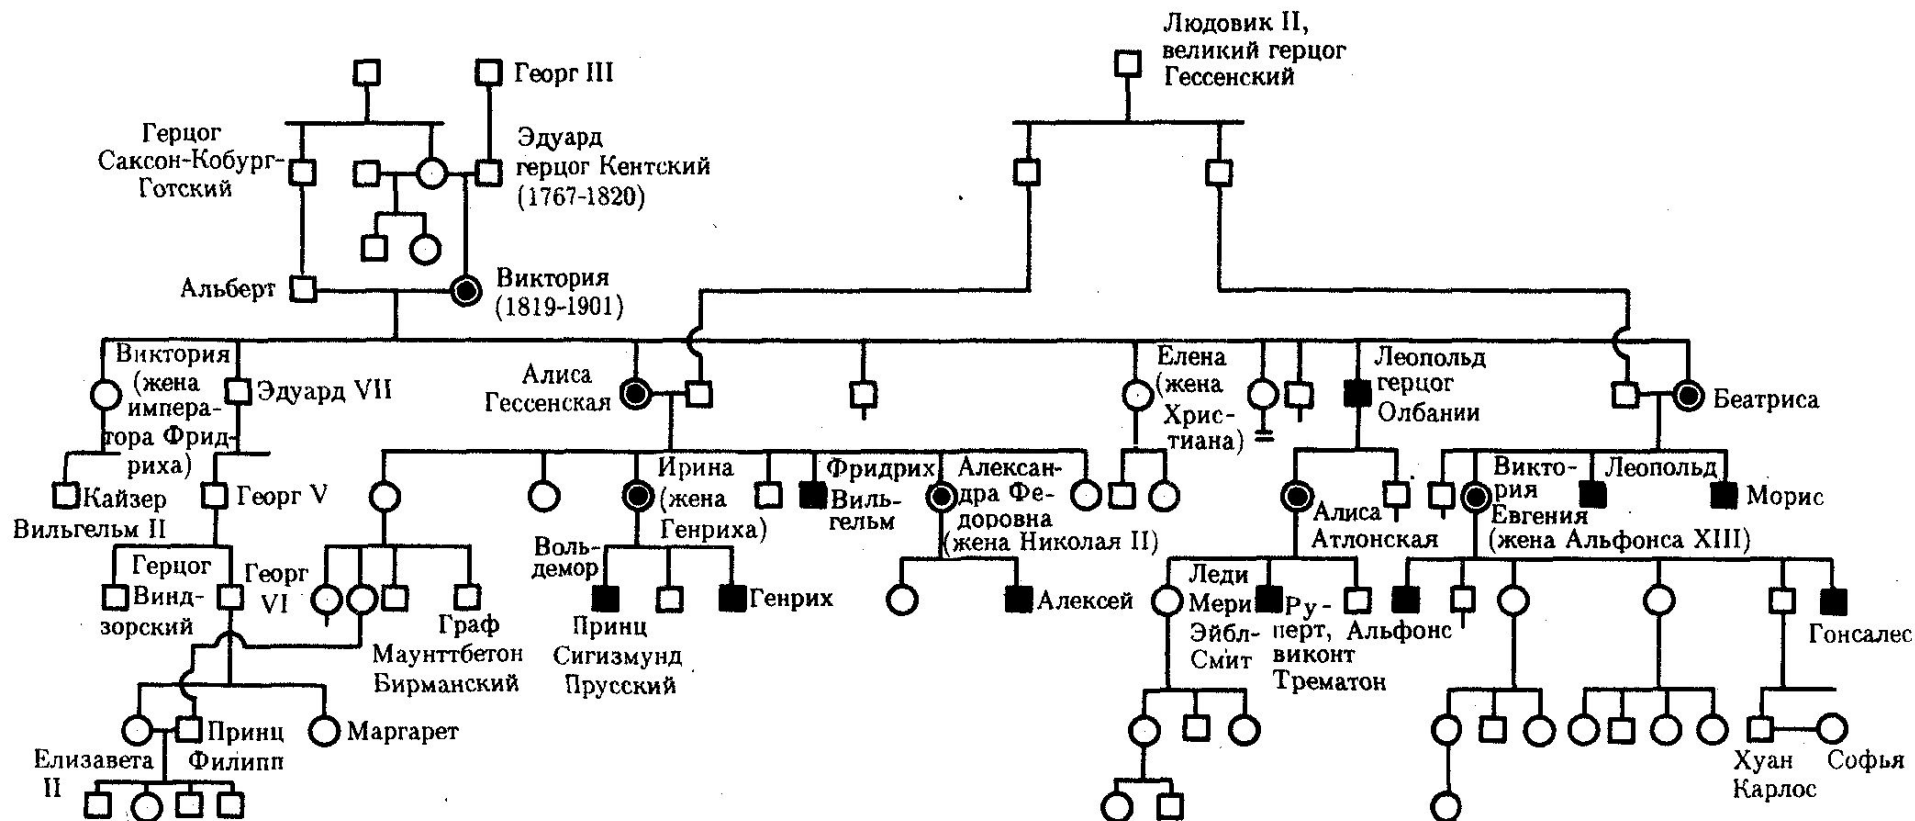 Людовик II,
великий герцог
Гессенский
Георг III
Герцог
Саксон-Кобург-
Готский
Эдуард
герцог Кентский
(1767-1820)
Альберт
Виктория
(1819-1901)
Виктория
(жена
импера-
тора Фрид-
риха)
Эдуард VII
Алиса
Гессенская
Елена
(жена
Хрис-
тиана)
Леопольд
герцог
Олбании
Беатриса
Кайзер
Вильгельм II
Георг V
Ирина
(жена
Генриха)
Фридрих
Виль-
гельм
Алексан-
дра Фе-
доровна
(жена Николая II)
Алиса
Атлонская
Викто-
рия
Евгения
(жена Альфонса XIII)
Леопольд
Морис
Герцог
Винд-
зорский
Георг
VI
Граф
Маунттбетон
Бирманский
Воль-
демор
Принц
Сигизмунд
Прусский
Генрих
Алексей
Леди
Мери
Эйбл-
Смит
Ру-
перт,
виконт
Трематон
Альфонс
Гонсалес
Елизавета
II
Принц
Филипп
Маргарет
Хуан
Карлос
Софья